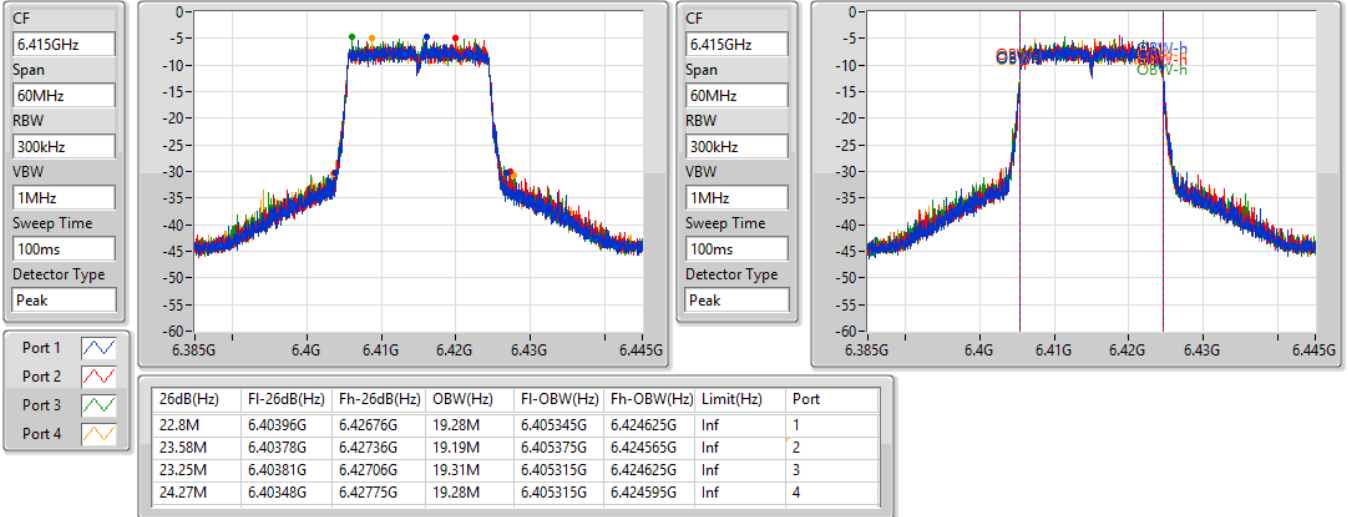 CF
6.415GHz
Span
60MHz
RBW
300kHz
VBW
1MHz
Sweep Time
100ms
Detector Type
Peak
0
-5
-10
-15
-20
-25
-30
-35
-40
-45
-50
-55
-60
6.385G 6.4G 6.41G 6.42G 6.43G 6.445G
CF
6.415GHz
Span
60MHz
RBW
300kHz
VBW
1MHz
Sweep Time
100ms
Detector Type
Peak
0
-5
-10
-15
-20
-25
-30
-35
-40
-45
-50
-55
-60
OBW-h
OBW-h
6.385G 6.4G 6.41G 6.42G 6.43G 6.445G
Port 1
Port 2
Port 3
Port 4
26dB(Hz) Fl-26dB(Hz) Fh-26dB(Hz) OBW(Hz) Fl-OBW(Hz) Fh-OBW(Hz) Limit(Hz) Port
22.8M 6.40396G 6.42676G 19.28M 6.405345G 6.424625G Inf 1
23.58M 6.40378G 6.42736G 19.19M 6.405375G 6.424565G Inf 2
23.25M 6.40381G 6.42706G 19.31M 6.405315G 6.424625G Inf 3
24.27M 6.40348G 6.42775G 19.28M 6.405315G 6.424595G Inf 4